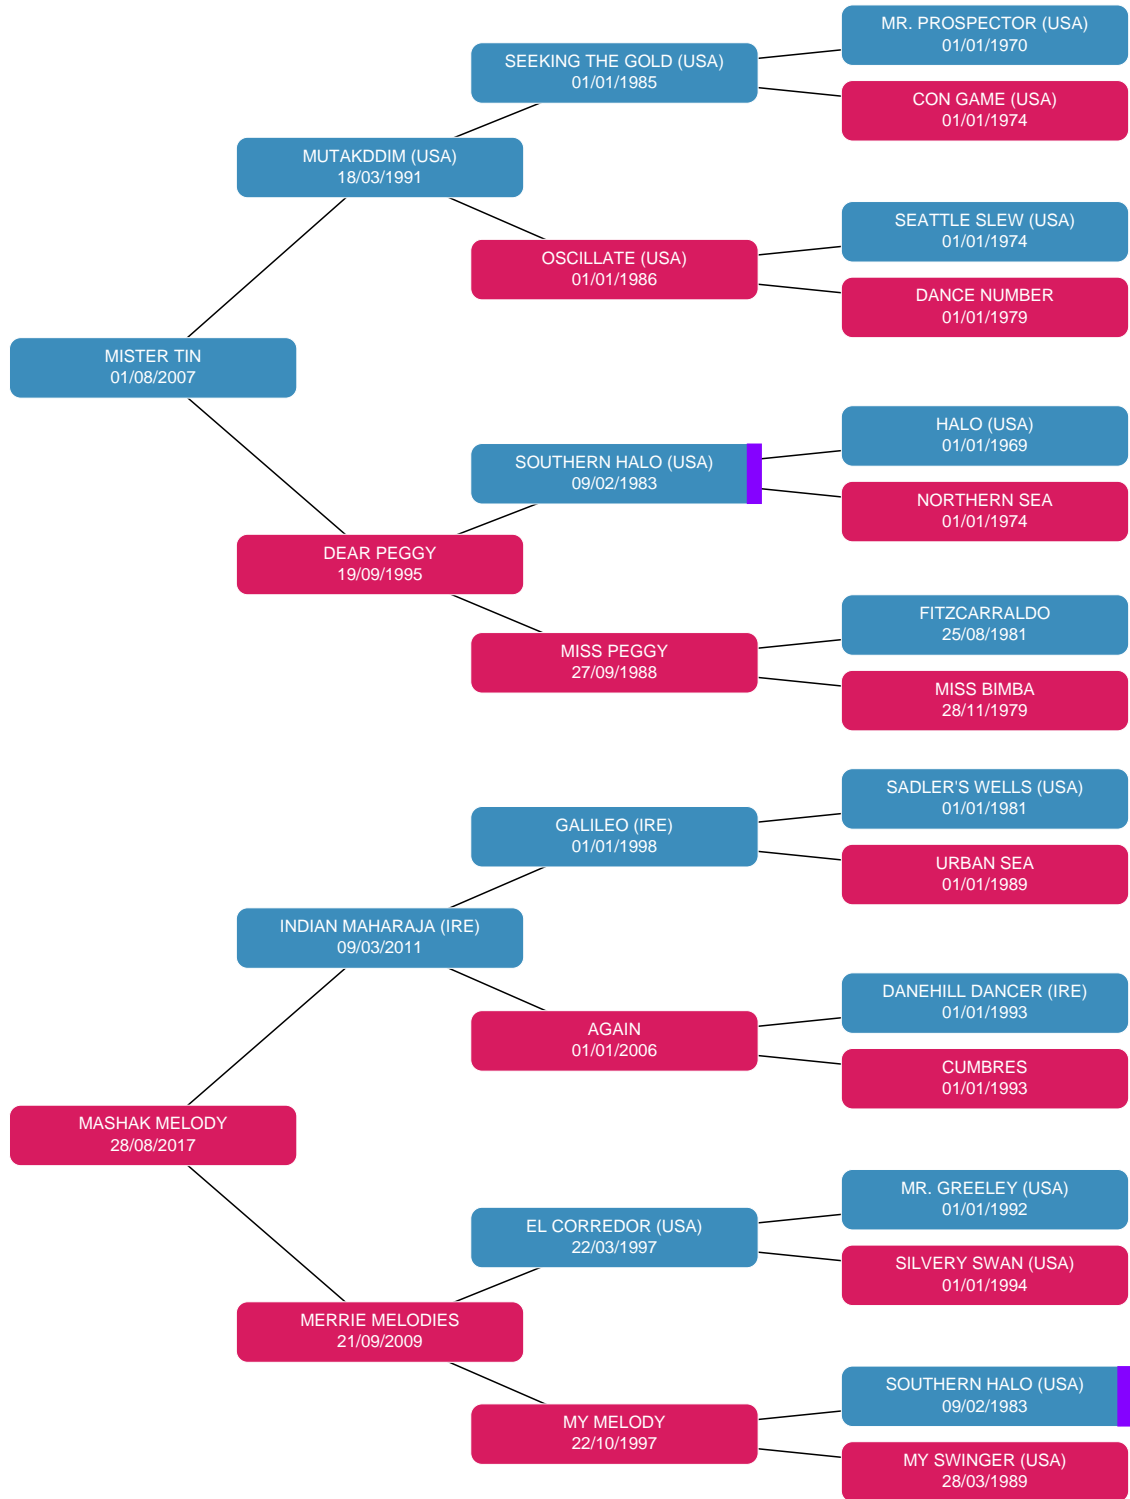 MR. PROSPECTOR (USA)
01/01/1970
SEEKING THE GOLD (USA)
01/01/1985
CON GAME (USA)
01/01/1974
MUTAKDDIM (USA)
18/03/1991
SEATTLE SLEW (USA)
01/01/1974
OSCILLATE (USA)
01/01/1986
DANCE NUMBER
01/01/1979
MISTER TIN
01/08/2007
HALO (USA)
01/01/1969
SOUTHERN HALO (USA)
09/02/1983
NORTHERN SEA
01/01/1974
DEAR PEGGY
19/09/1995
FITZCARRALDO
25/08/1981
MISS PEGGY
27/09/1988
MISS BIMBA
28/11/1979
SADLER'S WELLS (USA)
01/01/1981
GALILEO (IRE)
01/01/1998
URBAN SEA
01/01/1989
INDIAN MAHARAJA (IRE)
09/03/2011
DANEHILL DANCER (IRE)
01/01/1993
AGAIN
01/01/2006
CUMBRES
01/01/1993
MASHAK MELODY
28/08/2017
MR. GREELEY (USA)
01/01/1992
EL CORREDOR (USA)
22/03/1997
SILVERY SWAN (USA)
01/01/1994
MERRIE MELODIES
21/09/2009
SOUTHERN HALO (USA)
09/02/1983
MY MELODY
22/10/1997
MY SWINGER (USA)
28/03/1989